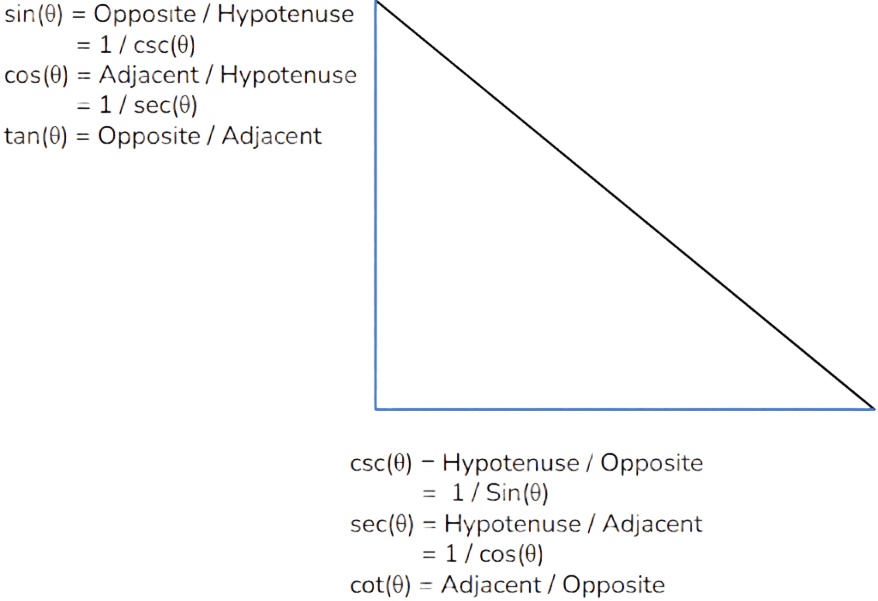 sin(θ) = Opposite / Hypotenuse
= 1 / csc(θ)
cos(θ) = Adjacent / Hypotenuse
= 1 / sec(θ)
tan(θ) = Opposite / Adjacent
csc(θ) − Hypotenuse / Opposite
= 1 / Sin(θ)
sec(θ) = Hypotenuse / Adjacent
= 1 / cos(θ)
cot(θ) = Adjacent / Opposite